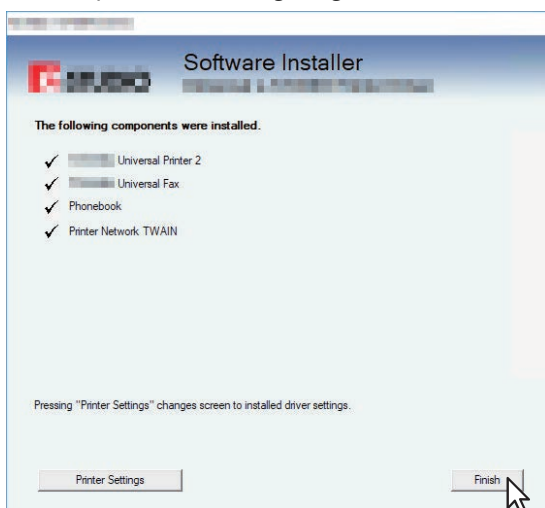 Software Installer
The following components were installed.
Universal Printer 2
Universal Fax
Phonebook
Printer Network TWAIN
Pressing "Printer Settings" changes screen to installed driver settings.
Printer Settings
Finish